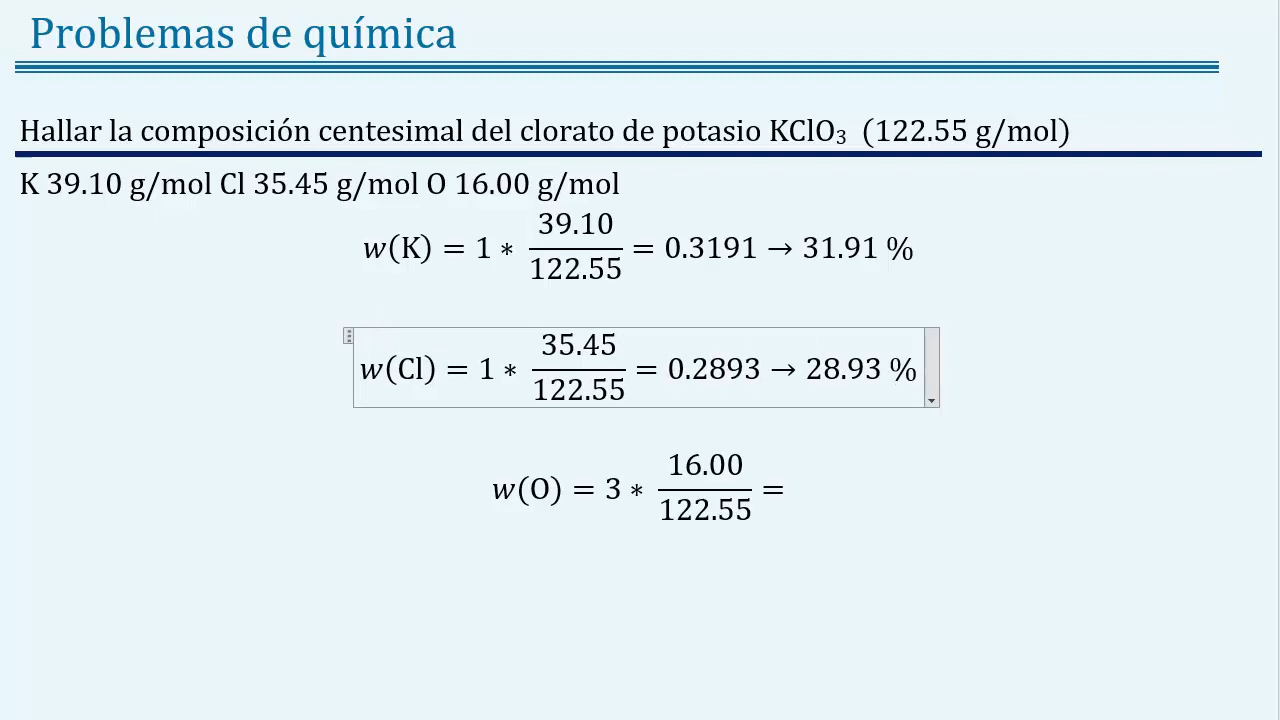 Problemas de química
Hallar la composición centesimal del clorato de potasio KClO₃ (122.55 g/mol)
K 39.10 g/mol Cl 35.45 g/mol O 16.00 g/mol
w(K) = 1 ∗ 39.10/122.55 = 0.3191 → 31.91 %
w(Cl) = 1 ∗ 35.45/122.55 = 0.2893 → 28.93 %
w(O) = 3 ∗ 16.00/122.55 =